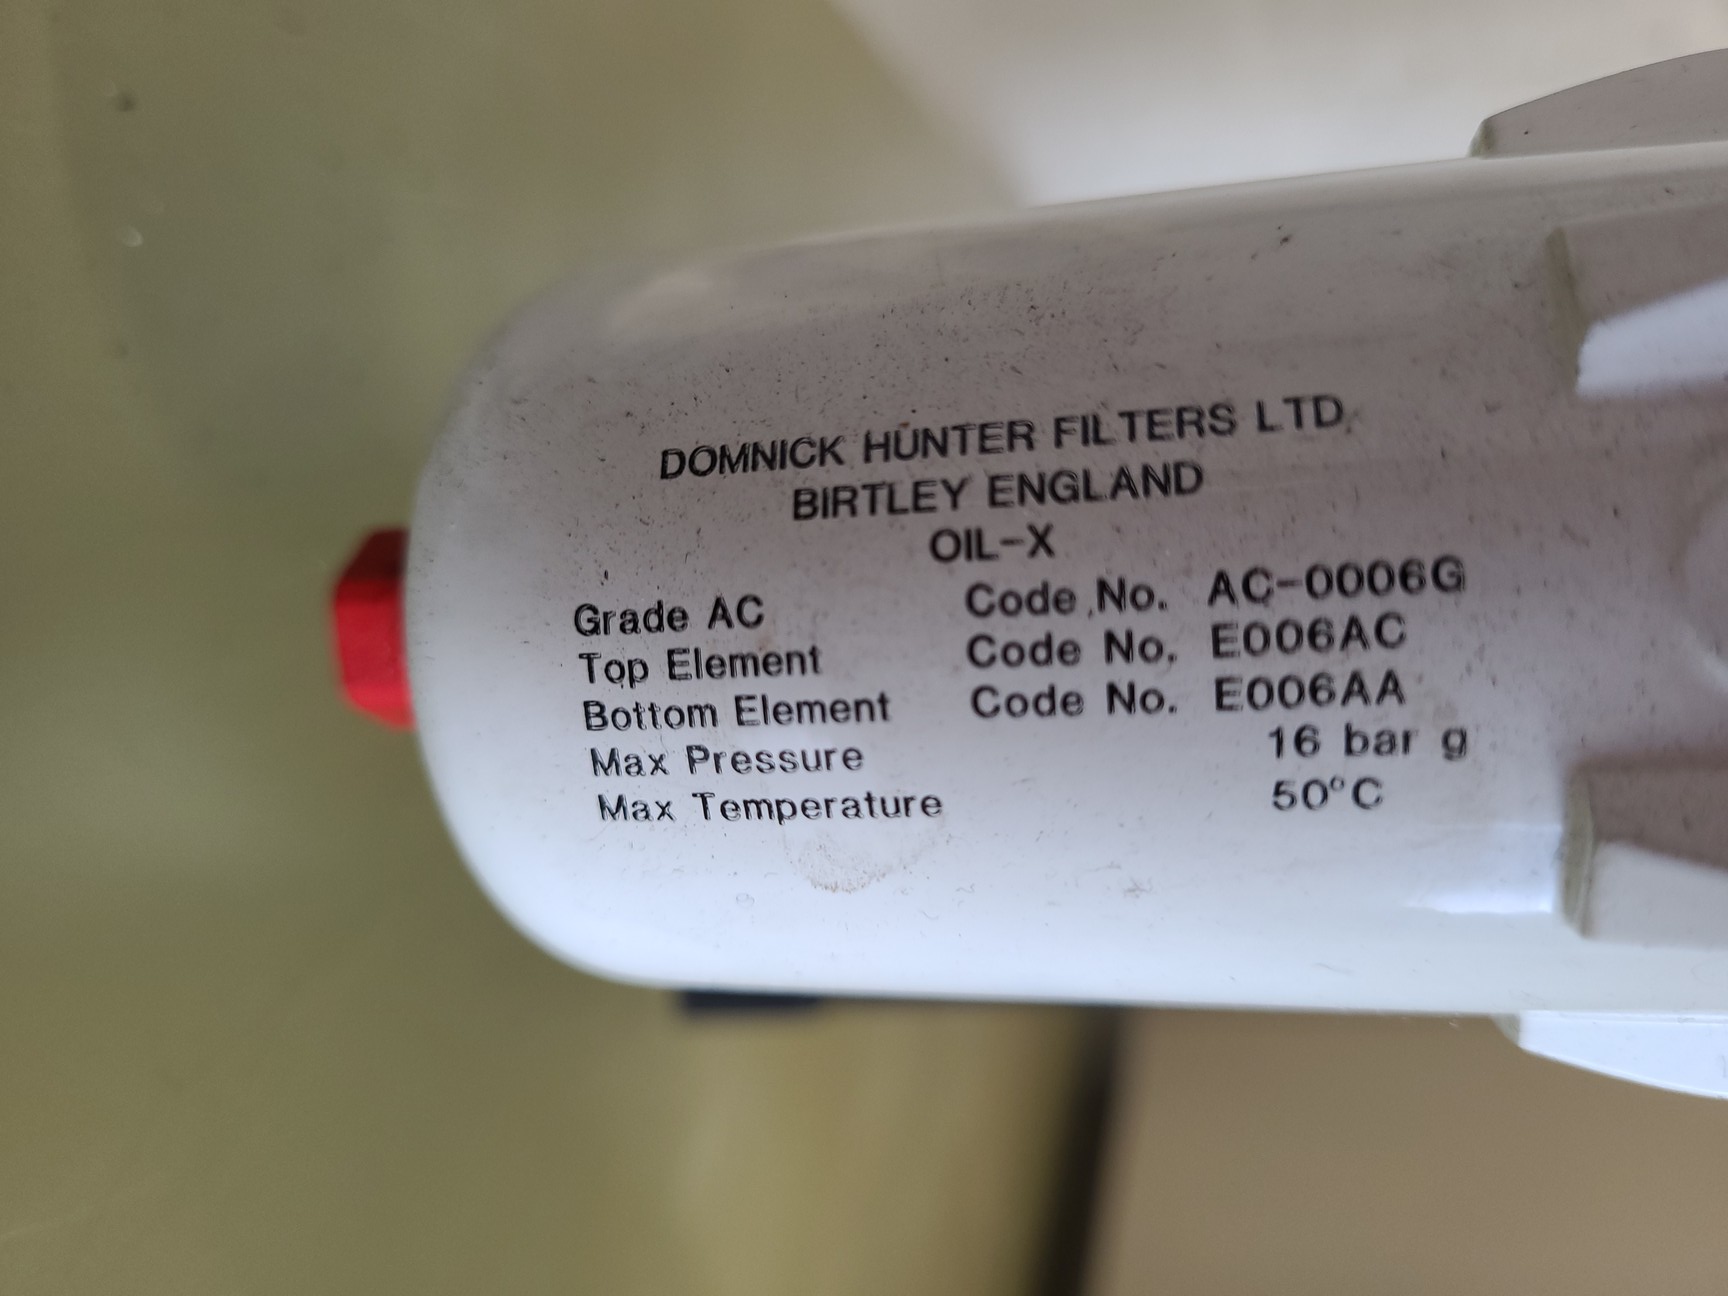 DOMNICK HUNTER FILTERS LTD.
BIRTLEY ENGLAND
OIL-X
Grade AC Code No. AC-0006G
Top Element Code No. E006AC
Bottom Element Code No. E006AA
Max Pressure 16 bar g
Max Temperature 50°C